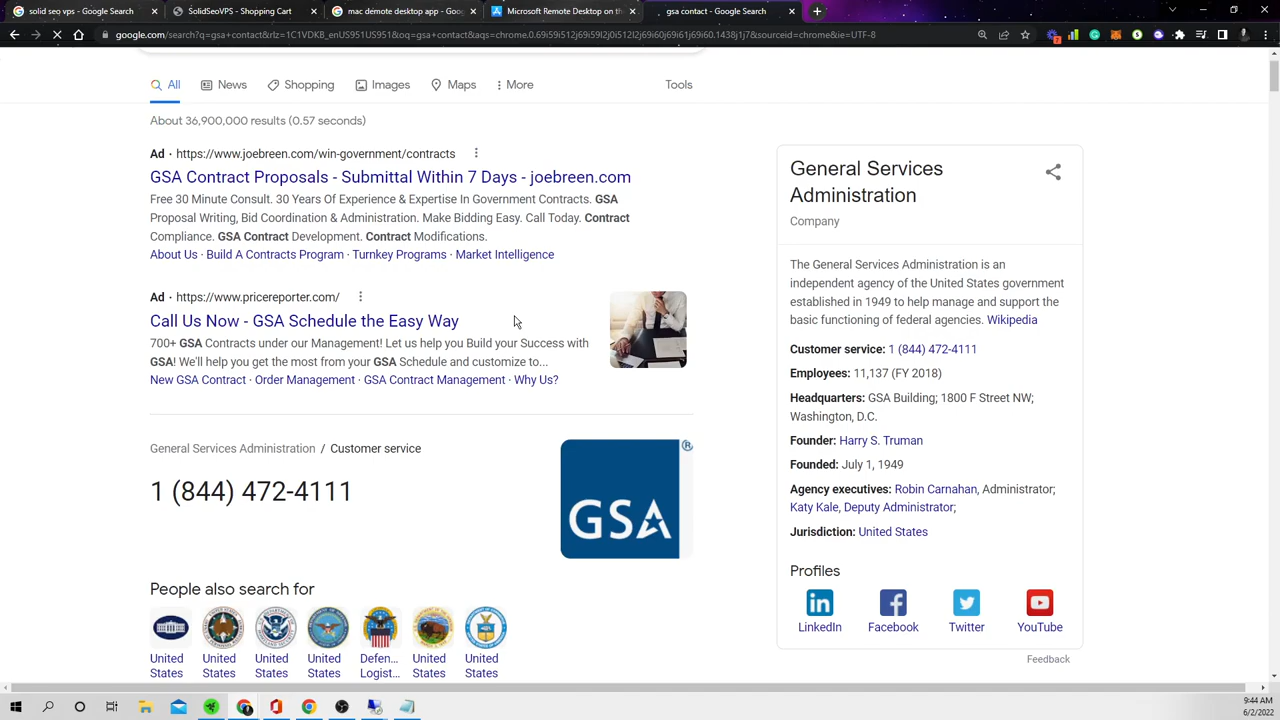 solid seo vps - Google Search
SolidSeoVPS - Shopping Cart
mac demote desktop app - Goog
Microsoft Remote Desktop on th
gsa contact - Google Search
google.com/search?q=gsa+contact&rlz=1C1VDKB_enUS951US951&oq=gsa+contact&aqs=chrome.0.69i59i512j69i59l2j0i512l2j69i60j69i61j69i60.1438j1j7&sourceid=chrome&ie=UTF-8
All
News
Shopping
Images
Maps
More
Tools
About 36,900,000 results (0.57 seconds)
Ad · https://www.joebreen.com/win-government/contracts
GSA Contract Proposals - Submittal Within 7 Days - joebreen.com
Free 30 Minute Consult. 30 Years Of Experience & Expertise In Government Contracts. GSA
Proposal Writing, Bid Coordination & Administration. Make Bidding Easy. Call Today. Contract
Compliance. GSA Contract Development. Contract Modifications.
About Us · Build A Contracts Program · Turnkey Programs · Market Intelligence
Ad · https://www.pricereporter.com/
Call Us Now - GSA Schedule the Easy Way
700+ GSA Contracts under our Management! Let us help you Build your Success with
GSA! We'll help you get the most from your GSA Schedule and customize to...
New GSA Contract · Order Management · GSA Contract Management · Why Us?
General Services Administration / Customer service
1 (844) 472-4111
GSA
®
People also search for
United States
United States
United States
United States
Defen... Logist...
United States
United States
General Services
Administration
Company
The General Services Administration is an
independent agency of the United States government
established in 1949 to help manage and support the
basic functioning of federal agencies. Wikipedia
Customer service: 1 (844) 472-4111
Employees: 11,137 (FY 2018)
Headquarters: GSA Building; 1800 F Street NW;
Washington, D.C.
Founder: Harry S. Truman
Founded: July 1, 1949
Agency executives: Robin Carnahan, Administrator;
Katy Kale, Deputy Administrator;
Jurisdiction: United States
Profiles
LinkedIn
Facebook
Twitter
YouTube
Feedback
9:44 AM
6/2/2022